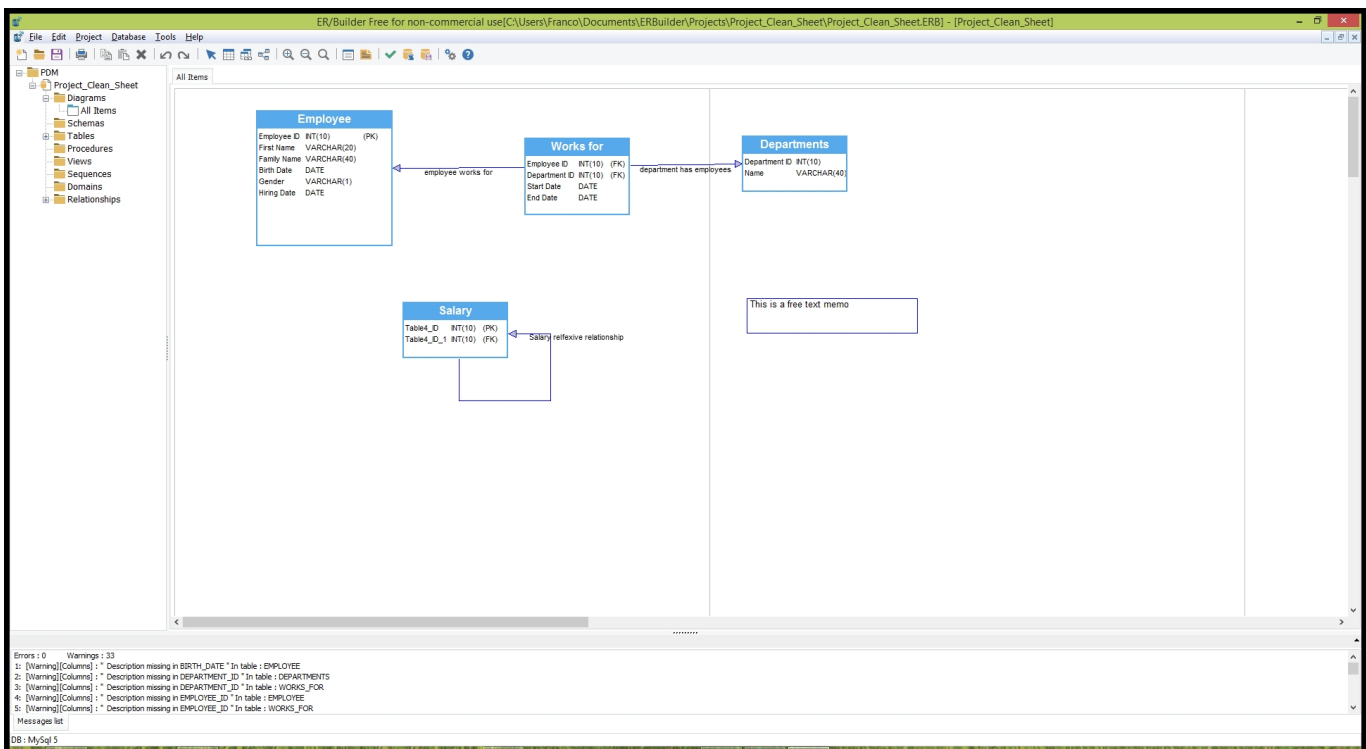 ER/Builder Free for non-commercial use[C:\Users\Franco\Documents\ERBuilder\Projects\Project_Clean_Sheet\Project_Clean_Sheet.ERB] - [Project_Clean_Sheet]
File Edit Project Database Tools Help
PDM
Project_Clean_Sheet
Diagrams
All Items
Schemas
Tables
Procedures
Views
Sequences
Domains
Relationships
All Items
Employee
Employee ID INT(10) (PK)
First Name VARCHAR(20)
Family Name VARCHAR(40)
Birth Date DATE
Gender VARCHAR(1)
Hiring Date DATE
employee works for
Works for
Employee ID INT(10) (FK)
Department ID INT(10) (FK)
Start Date DATE
End Date DATE
department has employees
Departments
Department ID INT(10)
Name VARCHAR(40)
Salary
Table4_ID INT(10) (PK)
Table4_ID_1 INT(10) (FK)
Salary relfexive relationship
This is a free text memo
Errors : 0 Warnings : 33
1: [Warning][Columns] : " Description missing in BIRTH_DATE " In table : EMPLOYEE
2: [Warning][Columns] : " Description missing in DEPARTMENT_ID " In table : DEPARTMENTS
3: [Warning][Columns] : " Description missing in DEPARTMENT_ID " In table : WORKS_FOR
4: [Warning][Columns] : " Description missing in EMPLOYEE_ID " In table : EMPLOYEE
5: [Warning][Columns] : " Description missing in EMPLOYEE_ID " In table : WORKS_FOR
Messages list
DB : MySql 5